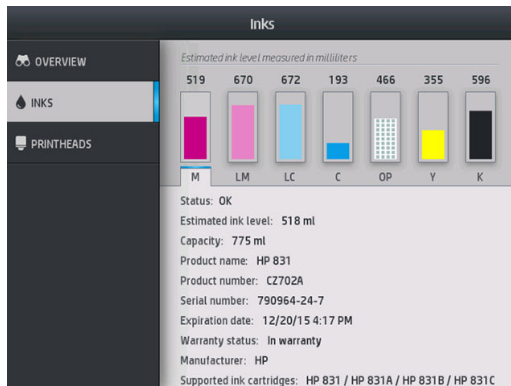 Inks
OVERVIEW
INKS
PRINTHEADS
Estimated ink level measured in milliliters
519 670 672 193 466 355 596
M LM LC C OP Y K
Status: OK
Estimated ink level: 518 ml
Capacity: 775 ml
Product name: HP 831
Product number: CZ702A
Serial number: 790964-24-7
Expiration date: 12/20/15 4:17 PM
Warranty status: In warranty
Manufacturer: HP
Supported ink cartridges: HP 831 / HP 831A / HP 831B / HP 831C